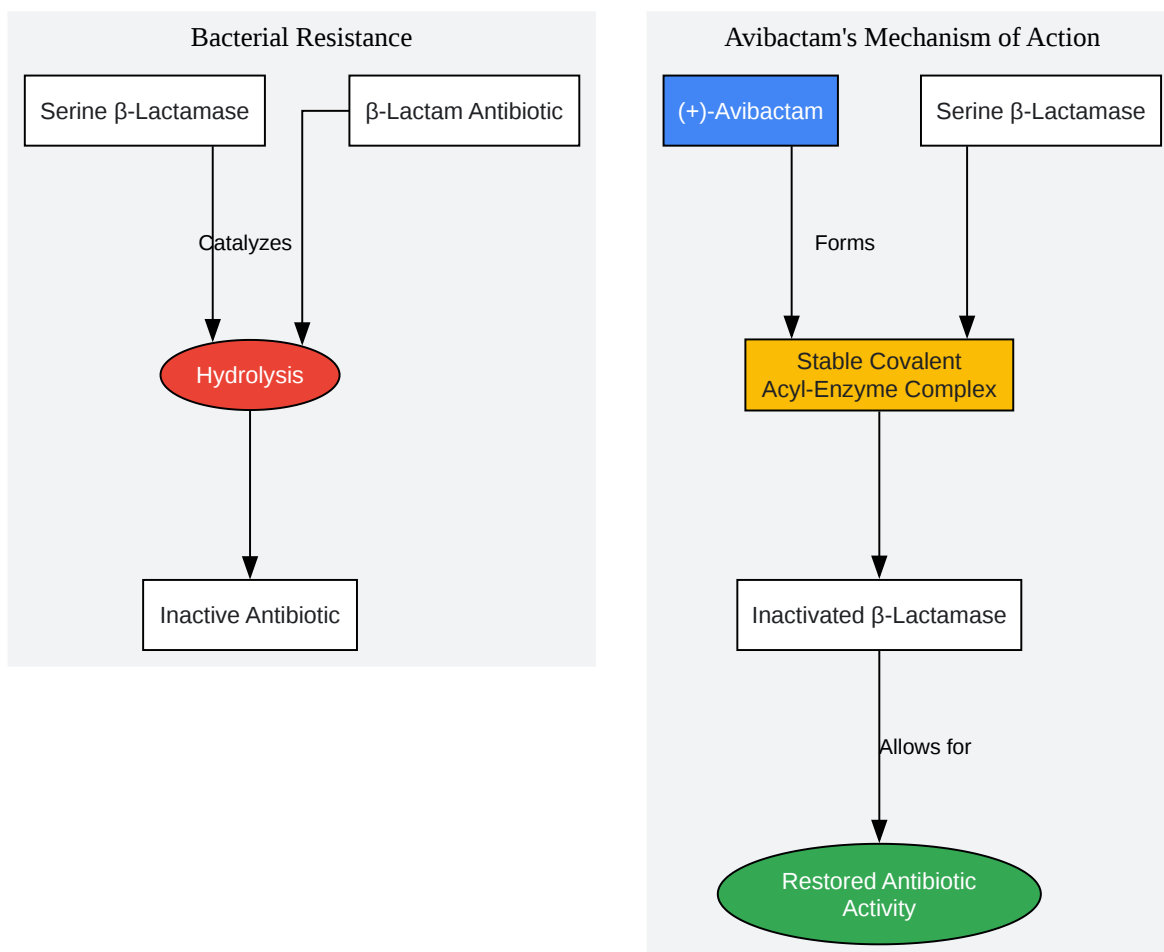 Bacterial Resistance
Serine β-Lactamase
β-Lactam Antibiotic
Catalyzes
Hydrolysis
Inactive Antibiotic
Avibactam's Mechanism of Action
(+)-Avibactam
Serine β-Lactamase
Forms
Stable Covalent
Acyl-Enzyme Complex
Inactivated β-Lactamase
Allows for
Restored Antibiotic
Activity